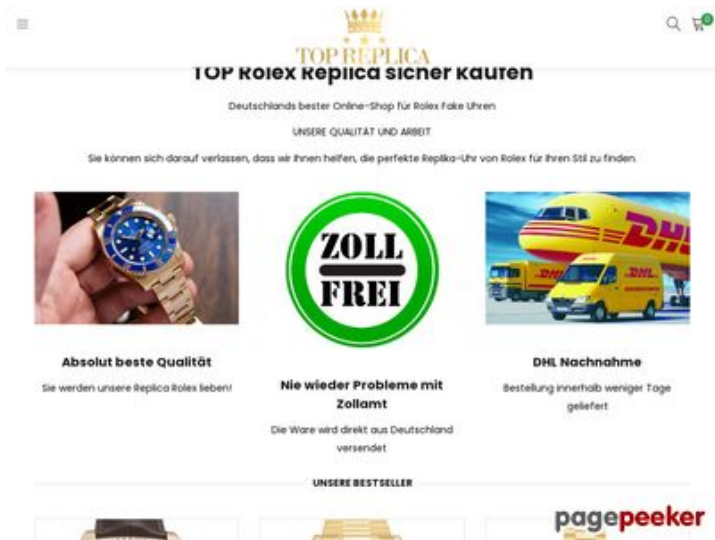 0
TOP REPLICA
TOP Rolex Replica sicher kaufen
Deutschlands bester Online-Shop für Rolex Fake Uhren
UNSERE QUALITÄT UND ARBEIT
Sie können sich darauf verlassen, dass wir Ihnen helfen, die perfekte Replika-Uhr von Rolex für Ihren Stil zu finden.
ZOLL
FREI
DHL
DHL
DHL
Absolut beste Qualität
Sie werden unsere Replica Rolex lieben!
Nie wieder Probleme mit
Zollamt
Die Ware wird direkt aus Deutschland
versendet
DHL Nachnahme
Bestellung innerhalb weniger Tage
geliefert
UNSERE BESTSELLER
pagepeeker